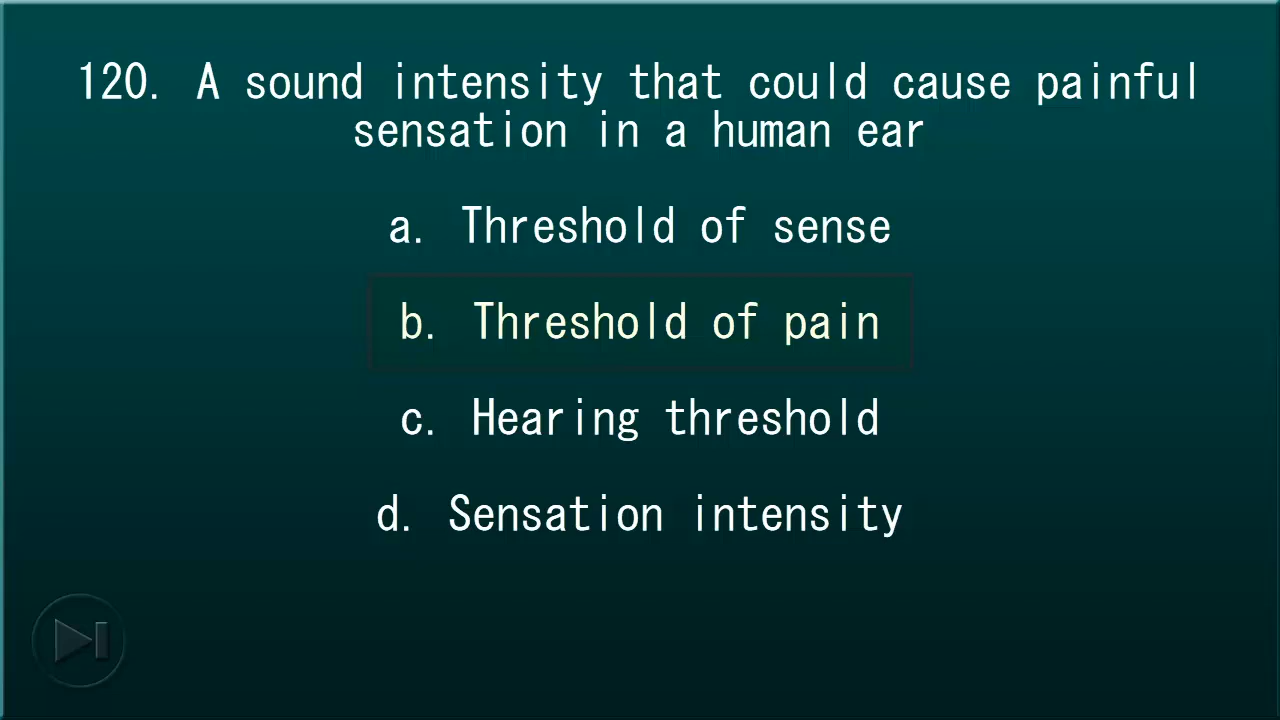 120. A sound intensity that could cause painful
sensation in a human ear
a. Threshold of sense
b. Threshold of pain
c. Hearing threshold
d. Sensation intensity